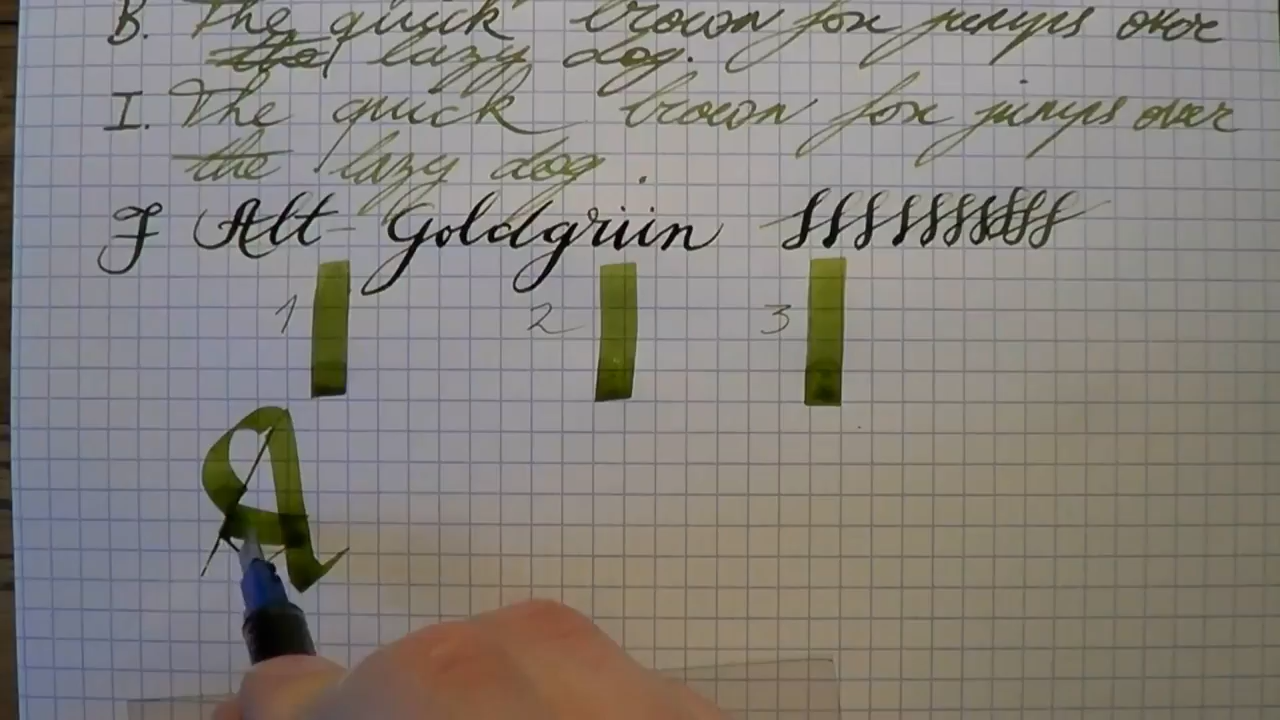 B. The quick brown fox jumps over
the lazy dog.
I. The quick brown fox jumps over
the lazy dog.
F Alt-Goldgrün ffffffffff
1 2 3
A